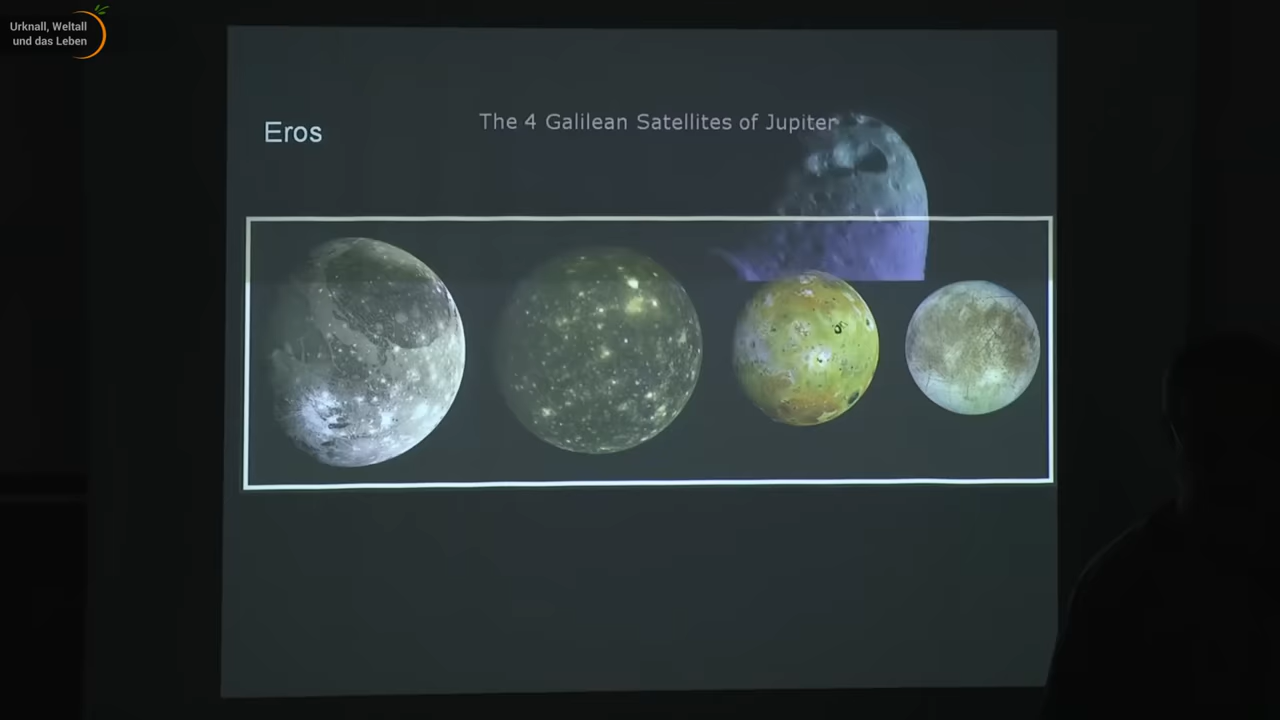 Urknall, Weltall
und das Leben
Eros
The 4 Galilean Satellites of Jupiter